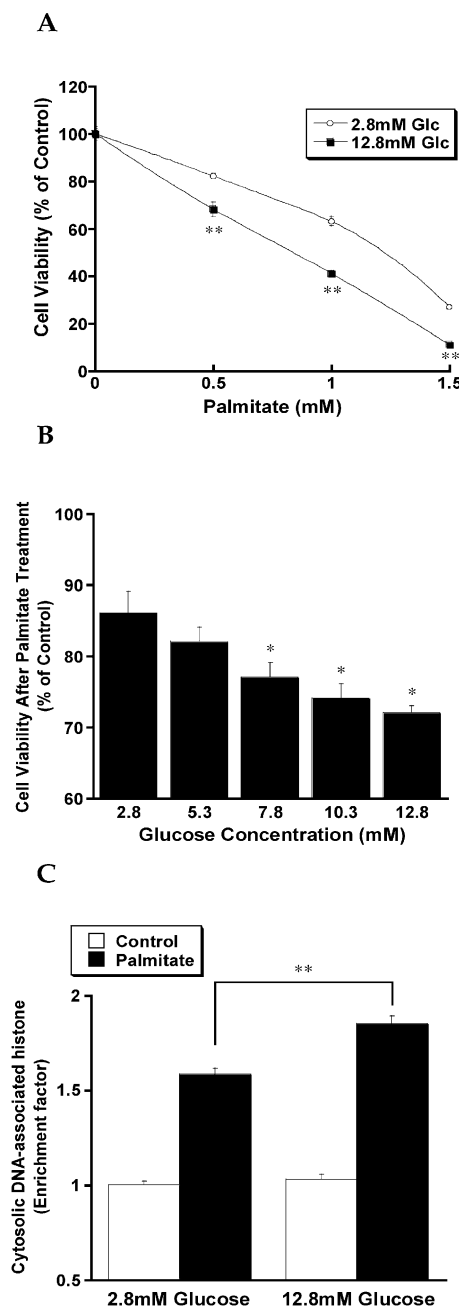 A
120
100
80
60
40
20
0
Cell Viability (% of Control)
2.8mM Glc
12.8mM Glc
**
**
**
0 0.5 1 1.5
Palmitate (mM)
B
Cell Viability After Palmitate Treatment
(% of Control)
100
90
80
70
60
*
*
*
2.8 5.3 7.8 10.3 12.8
Glucose Concentration (mM)
C
Control
Palmitate
**
Cytosolic DNA-associated histone
(Enrichment factor)
2
1.5
1
0.5
2.8mM Glucose 12.8mM Glucose